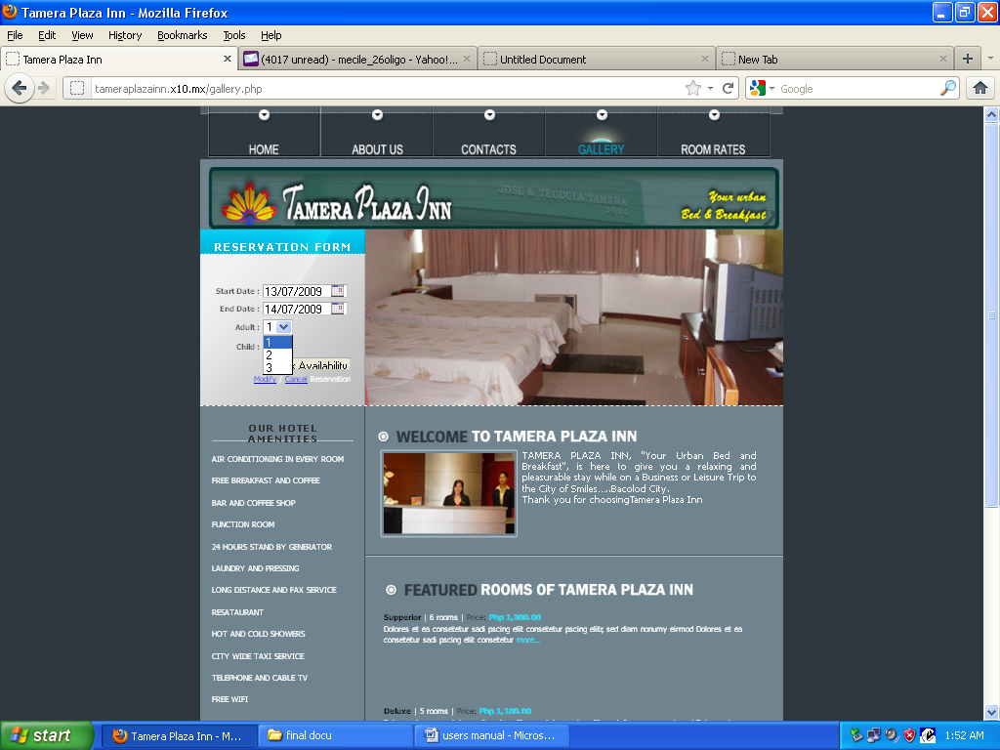 Tamera Plaza Inn - Mozilla Firefox
File Edit View History Bookmarks Tools Help
Tamera Plaza Inn
(4017 unread) - mecile_26oligo - Yahoo!...
Untitled Document
New Tab
tameraplazainn.x10.mx/gallery.php
Google
HOME
ABOUT US
CONTACTS
GALLERY
ROOM RATES
TAMERA PLAZA INN
JOSE & TEODULA TAMERA
2006
Your urban
Bed & Breakfast
RESERVATION FORM
Start Date : 13/07/2009
End Date : 14/07/2009
Adult : 1
1
Child :
2
3
k Availability
Modify / Cancel Reservation
OUR HOTEL
AMENITIES
AIR CONDITIONING IN EVERY ROOM
FREE BREAKFAST AND COFFEE
BAR AND COFFEE SHOP
FUNCTION ROOM
24 HOURS STAND BY GENERATOR
LAUNDRY AND PRESSING
LONG DISTANCE AND FAX SERVICE
RESATAURANT
HOT AND COLD SHOWERS
CITY WIDE TAXI SERVICE
TELEPHONE AND CABLE TV
FREE WIFI
WELCOME TO TAMERA PLAZA INN
TAMERA PLAZA INN, "Your Urban Bed and
Breakfast", is here to give you a relaxing and
pleasurable stay while on a Business or Leisure Trip to
the City of Smiles.....Bacolod City.
Thank you for choosingTamera Plaza Inn
FEATURED ROOMS OF TAMERA PLAZA INN
Supperior | 6 rooms | Price: Php 1,300.00
Dolores et ea consetetur sadi pscing elit consetetur pscing elitr, sed diam nonumy eirmod Dolores et ea
consetetur sadi pscing elit consetetur more...
Deluxe | 5 rooms | Price: Php 1,100.00
start
Tamera Plaza Inn - M...
final docu
users manual - Micros...
1:52 AM